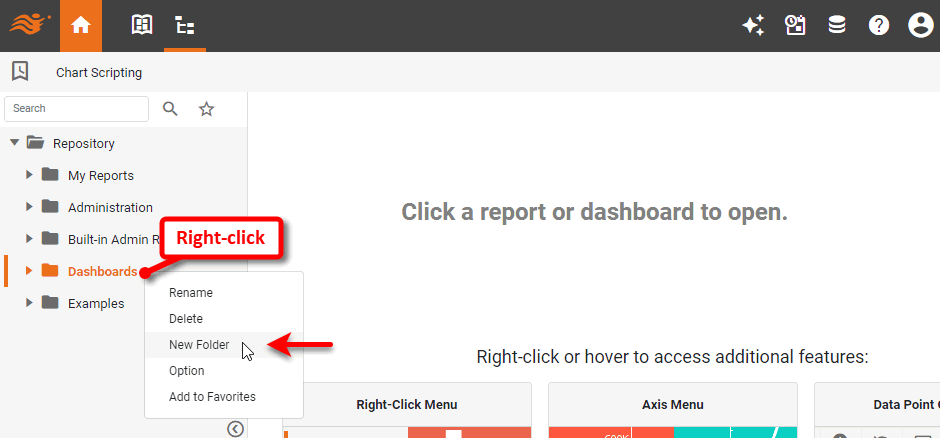 Chart Scripting
Search
Repository
My Reports
Administration
Built-in Admin R
Right-click
Dashboards
Examples
Rename
Delete
New Folder
Option
Add to Favorites
Click a report or dashboard to open.
Right-click or hover to access additional features:
Right-Click Menu
Axis Menu
Data Point